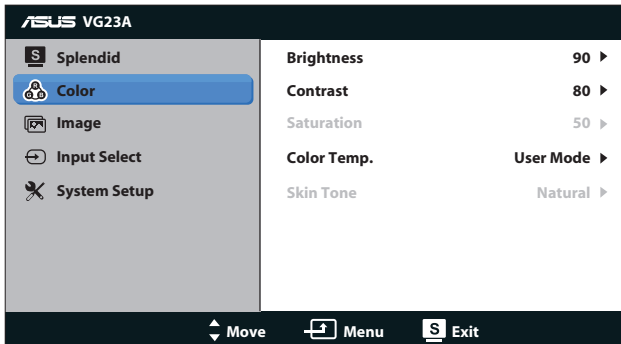 ASUS VG23A
S Splendid
Color
Image
Input Select
System Setup
Brightness 90
Contrast 80
Saturation 50
Color Temp. User Mode
Skin Tone Natural
Move Menu S Exit